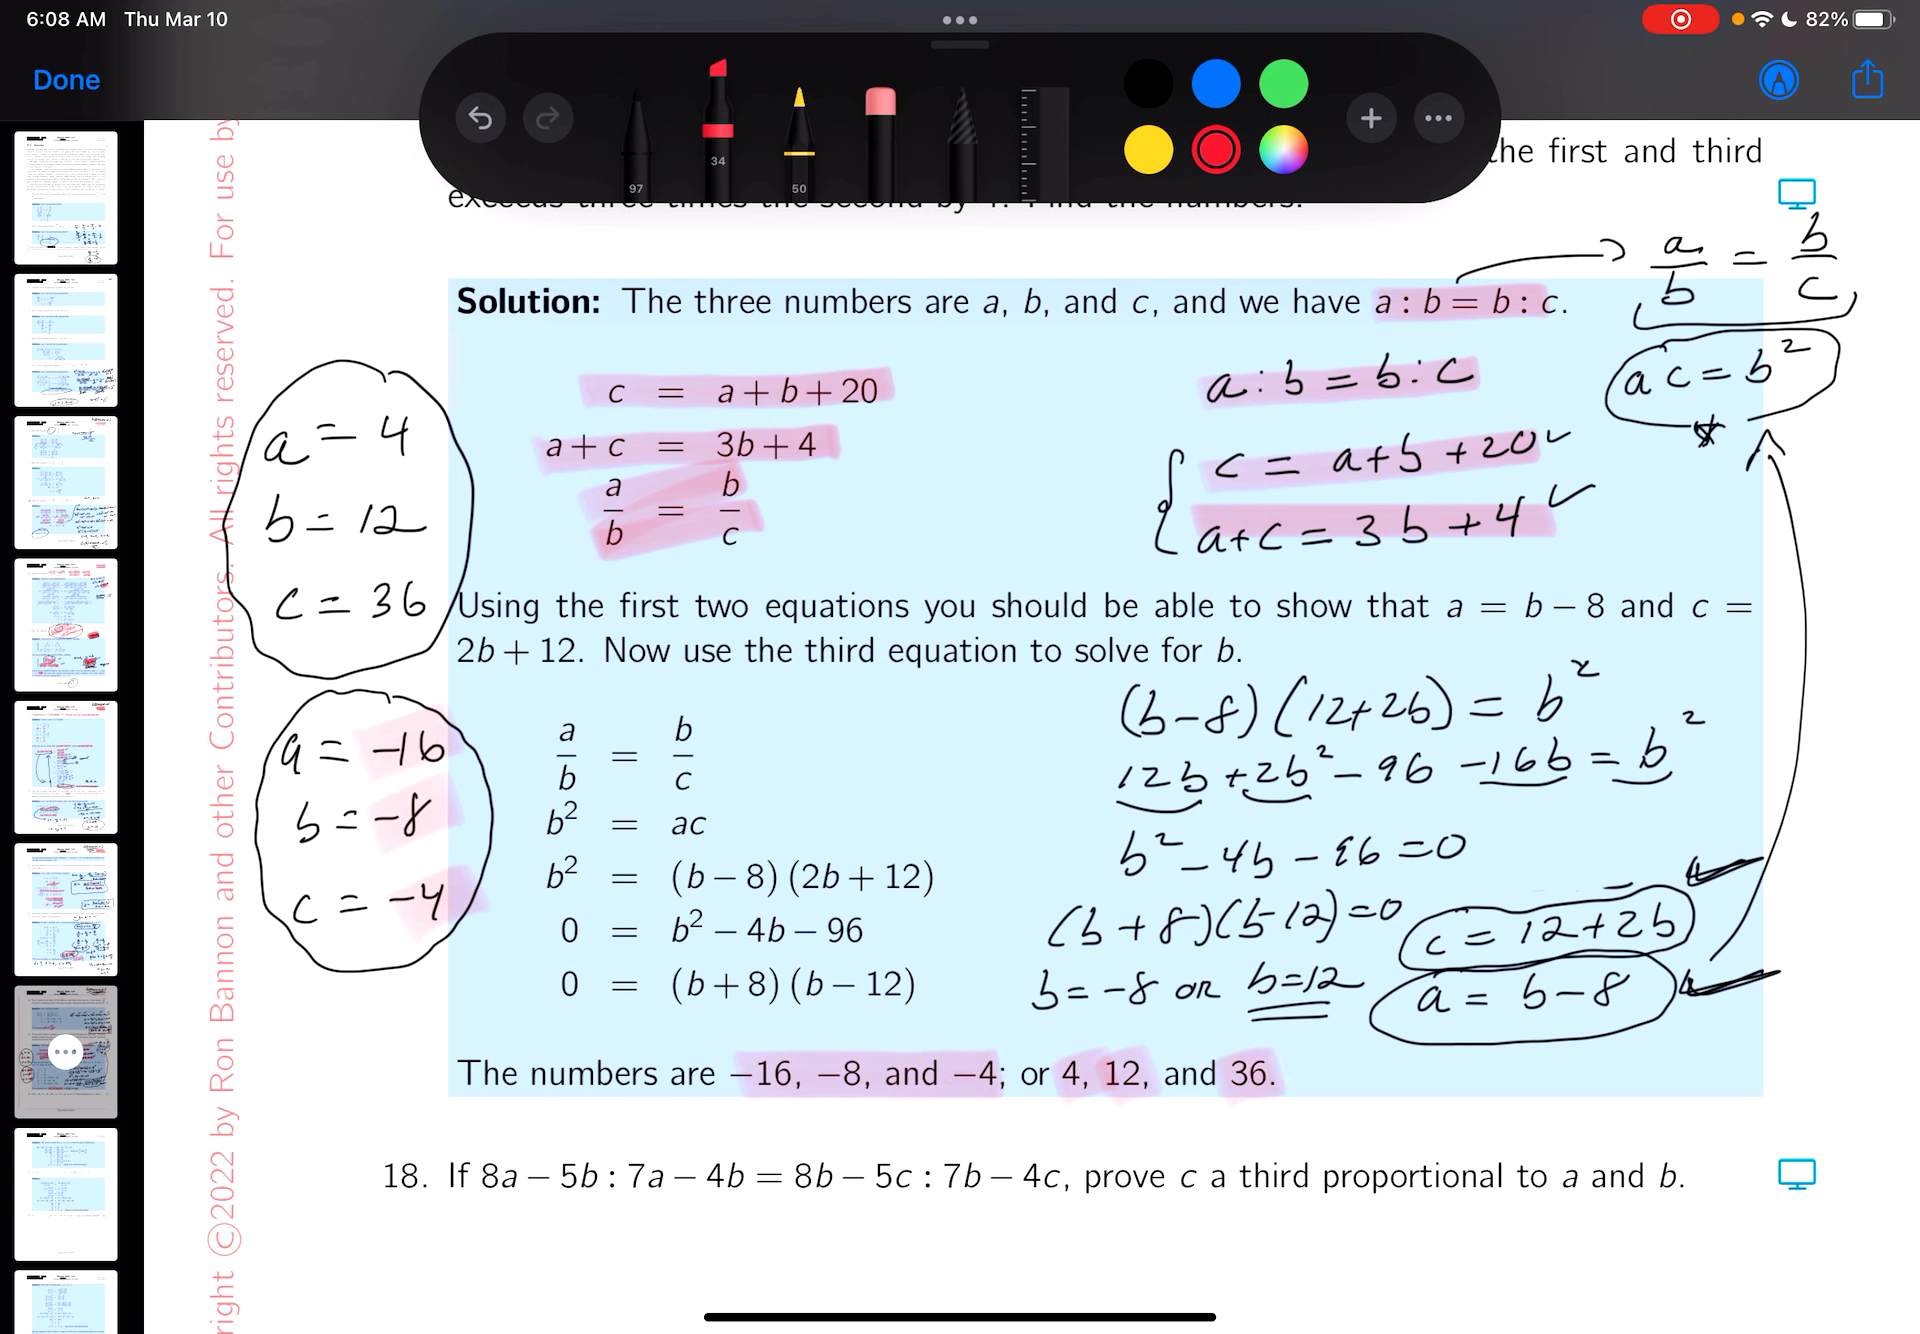 6:08 AM Thu Mar 10
82%
Done
34
97
50
the first and third
exceeds three times the second by 4. Find the numbers.
a/b = b/c
Solution: The three numbers are a, b, and c, and we have a : b = b : c.
ac = b²
c = a + b + 20
a + c = 3b + 4
a/b = b/c
a : b = b : c
c = a+b+20
a+c = 3b+4
a = 4
b = 12
c = 36
Using the first two equations you should be able to show that a = b − 8 and c =
2b + 12. Now use the third equation to solve for b.
a = -16
b = -8
c = -4
a/b = b/c
b² = ac
b² = (b − 8) (2b + 12)
0 = b² − 4b − 96
0 = (b + 8) (b − 12)
(b-8)(12+2b) = b²
12b +2b² - 96 -16b = b²
b² - 4b - 96 = 0
(b+8)(b-12)=0
b = -8 OR b=12
c = 12+2b
a = b-8
The numbers are −16, −8, and −4; or 4, 12, and 36.
18. If 8a − 5b : 7a − 4b = 8b − 5c : 7b − 4c, prove c a third proportional to a and b.
right ©2022 by Ron Bannon and other Contributors. All rights reserved. For use by